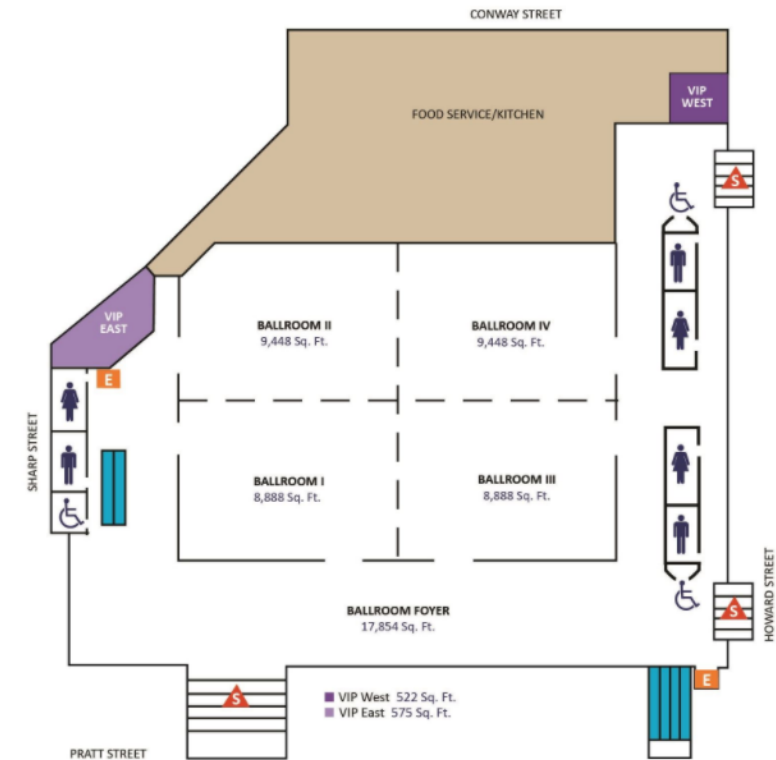 CONWAY STREET
FOOD SERVICE/KITCHEN
VIP
WEST
S
VIP
EAST
E
BALLROOM II
9,448 Sq. Ft.
BALLROOM IV
9,448 Sq. Ft.
SHARP STREET
BALLROOM I
8,888 Sq. Ft.
BALLROOM III
8,888 Sq. Ft.
HOWARD STREET
S
BALLROOM FOYER
17,854 Sq. Ft.
E
S
VIP West 522 Sq. Ft.
VIP East 575 Sq. Ft.
PRATT STREET